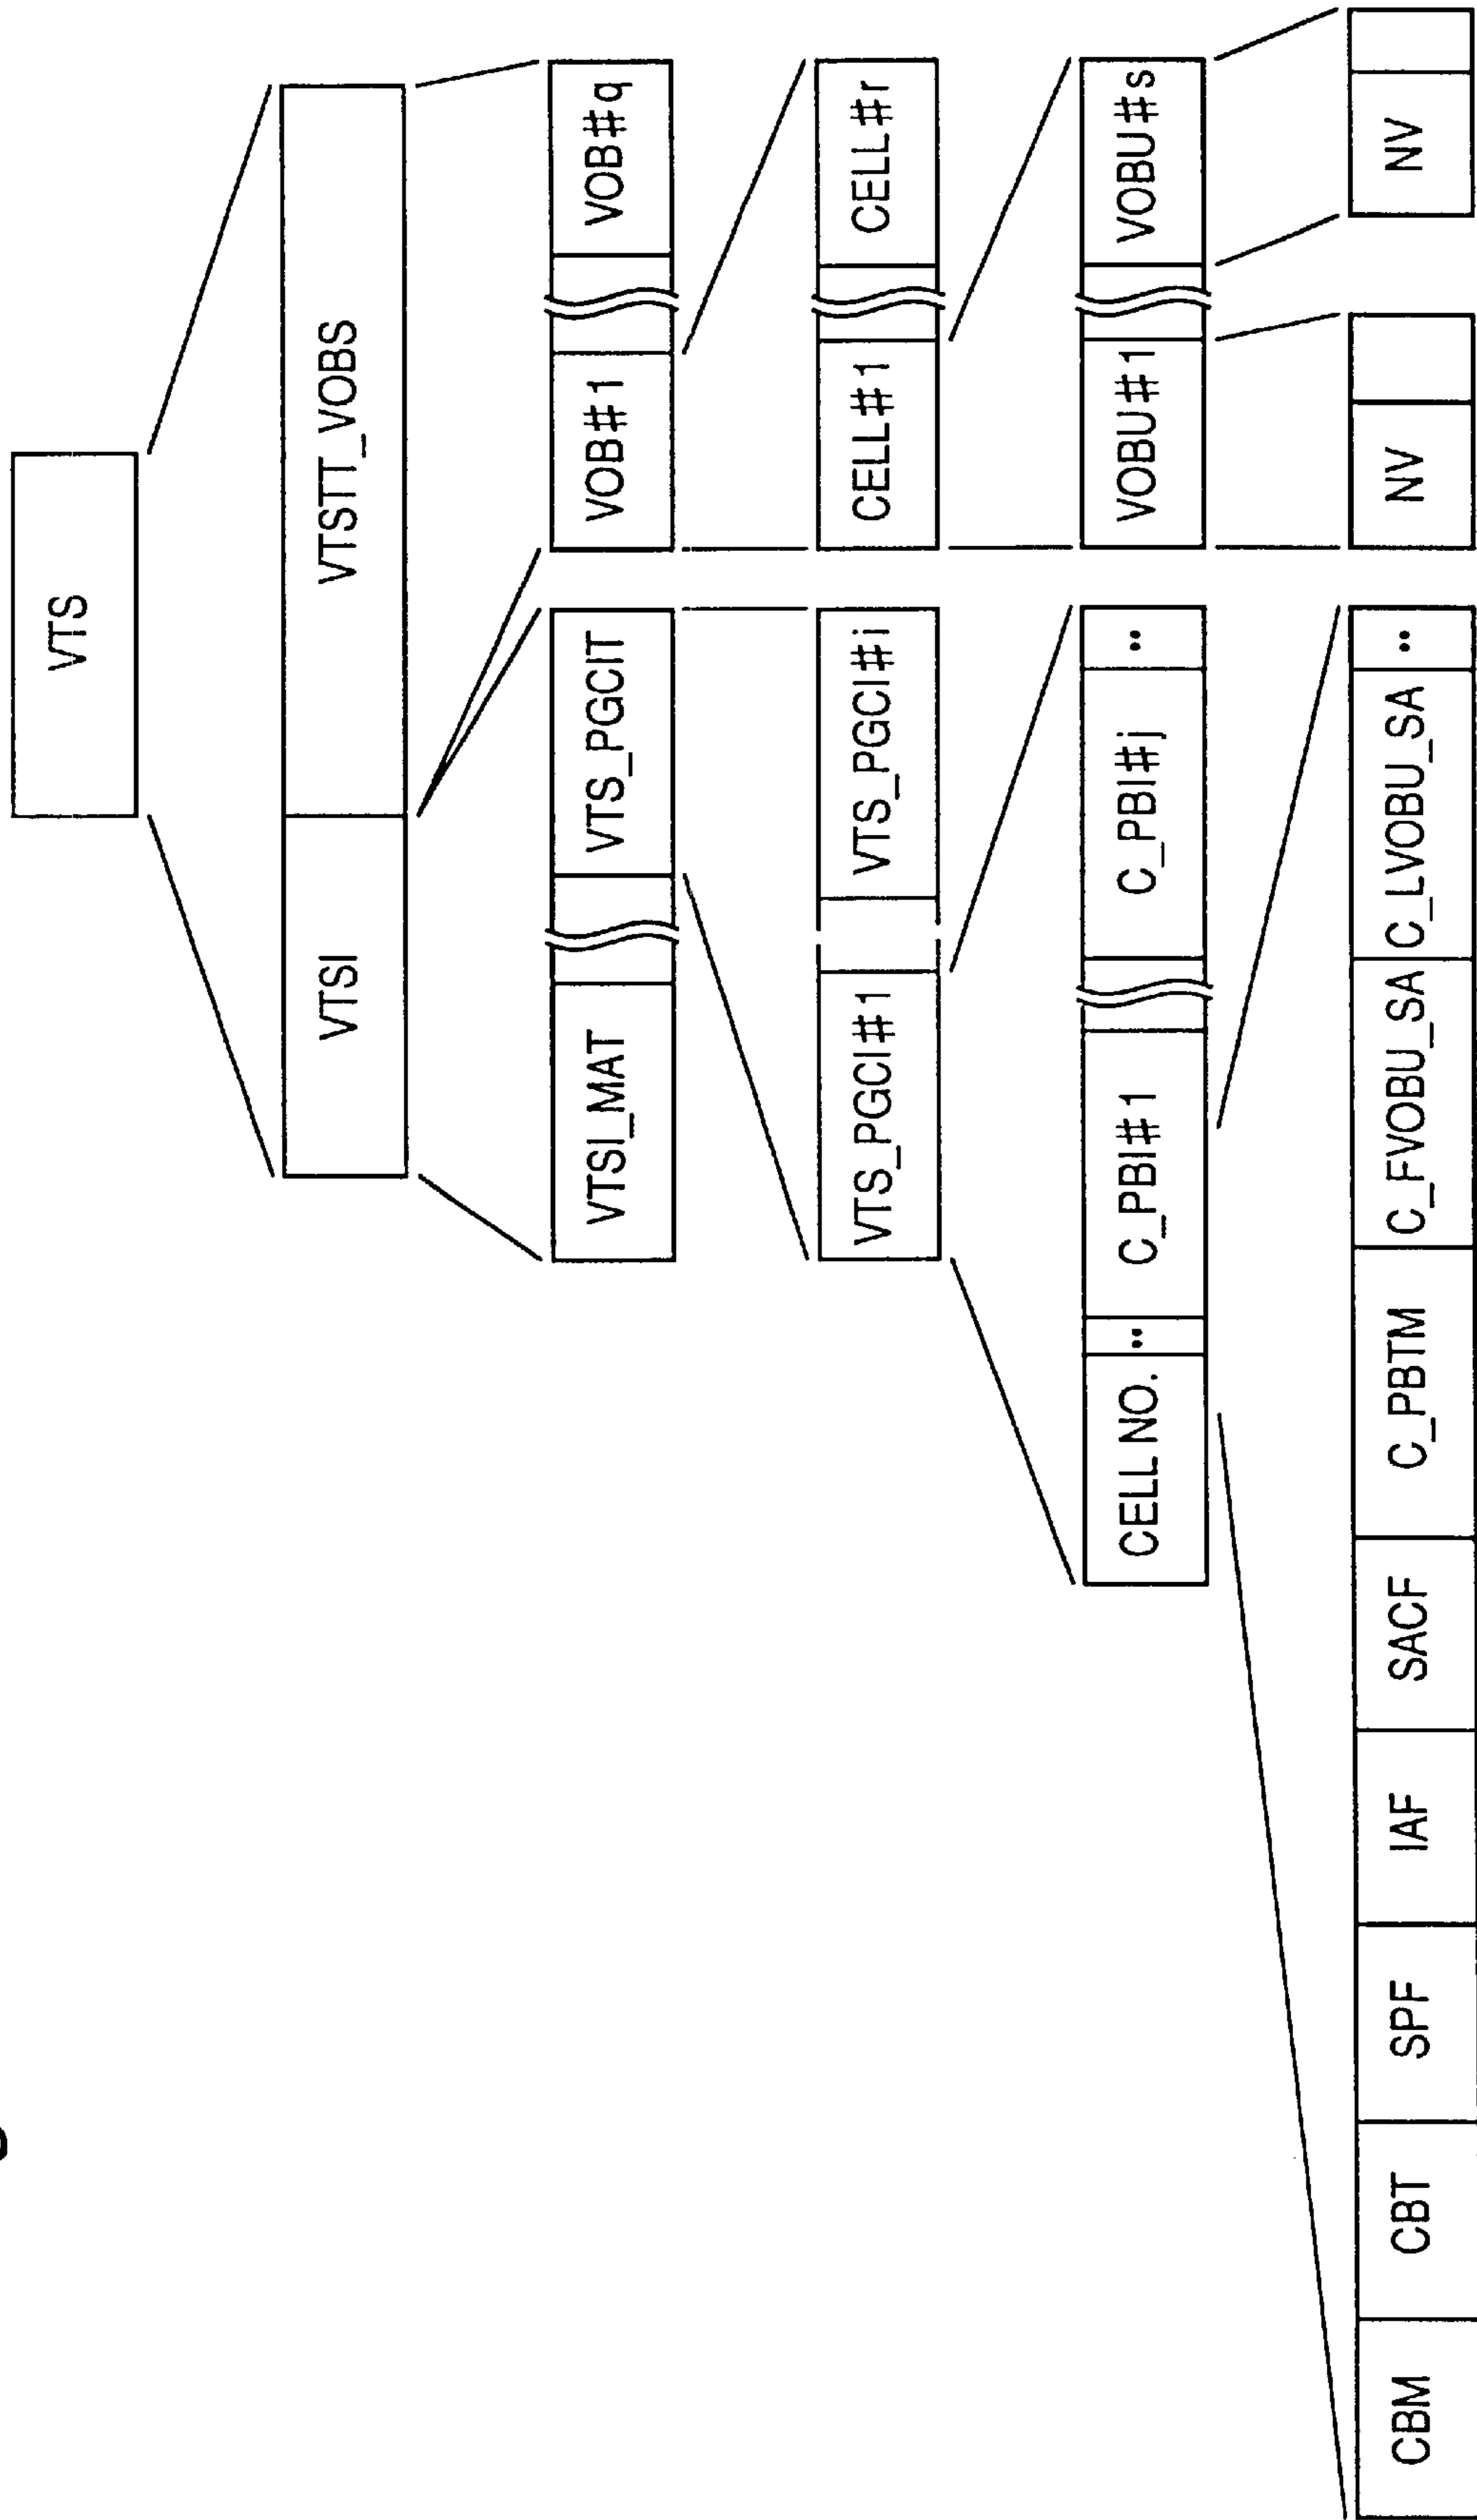 VTS
VTSI VTSTT_VOBS
VTSI_MAT VTS_PGCIT VOB#1 VOB#q
VTS_PGCI#1 VTS_PGCI#i CELL#1 CELL#r
CELL NO. •• C_PBI#1 C_PBI#j •• VOBU#1 VOBU#s
CBM CBT SPF IAF SACF C_PBTM C_FVOBU_SA C_LVOBU_SA •• NV NV